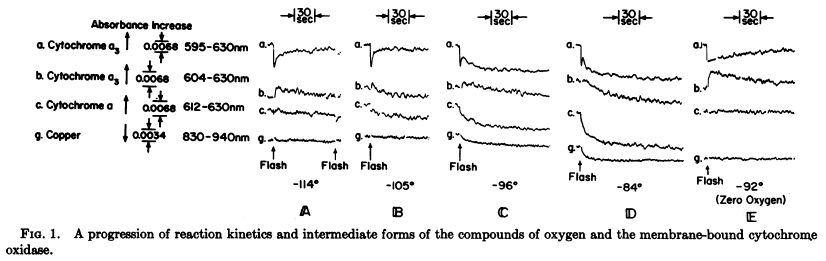 30 sec 30 sec 30 sec 30 sec 30 sec
Absorbance Increase
a. Cytochrome a3 0.0068 595-630nm
b. Cytochrome a3 0.0068 604-630nm
c. Cytochrome a 0.0068 612-630nm
g. Copper 0.0034 830-940nm
a. a. a. a. a.
b. b. b. b. b.
c. c. c. c. c.
g. g. g. g. g.
Flash Flash Flash Flash Flash Flash
-114° -105° -96° -84° -92°
(Zero Oxygen)
A B C D E
FIG. 1. A progression of reaction kinetics and intermediate forms of the compounds of oxygen and the membrane-bound cytochrome
oxidase.